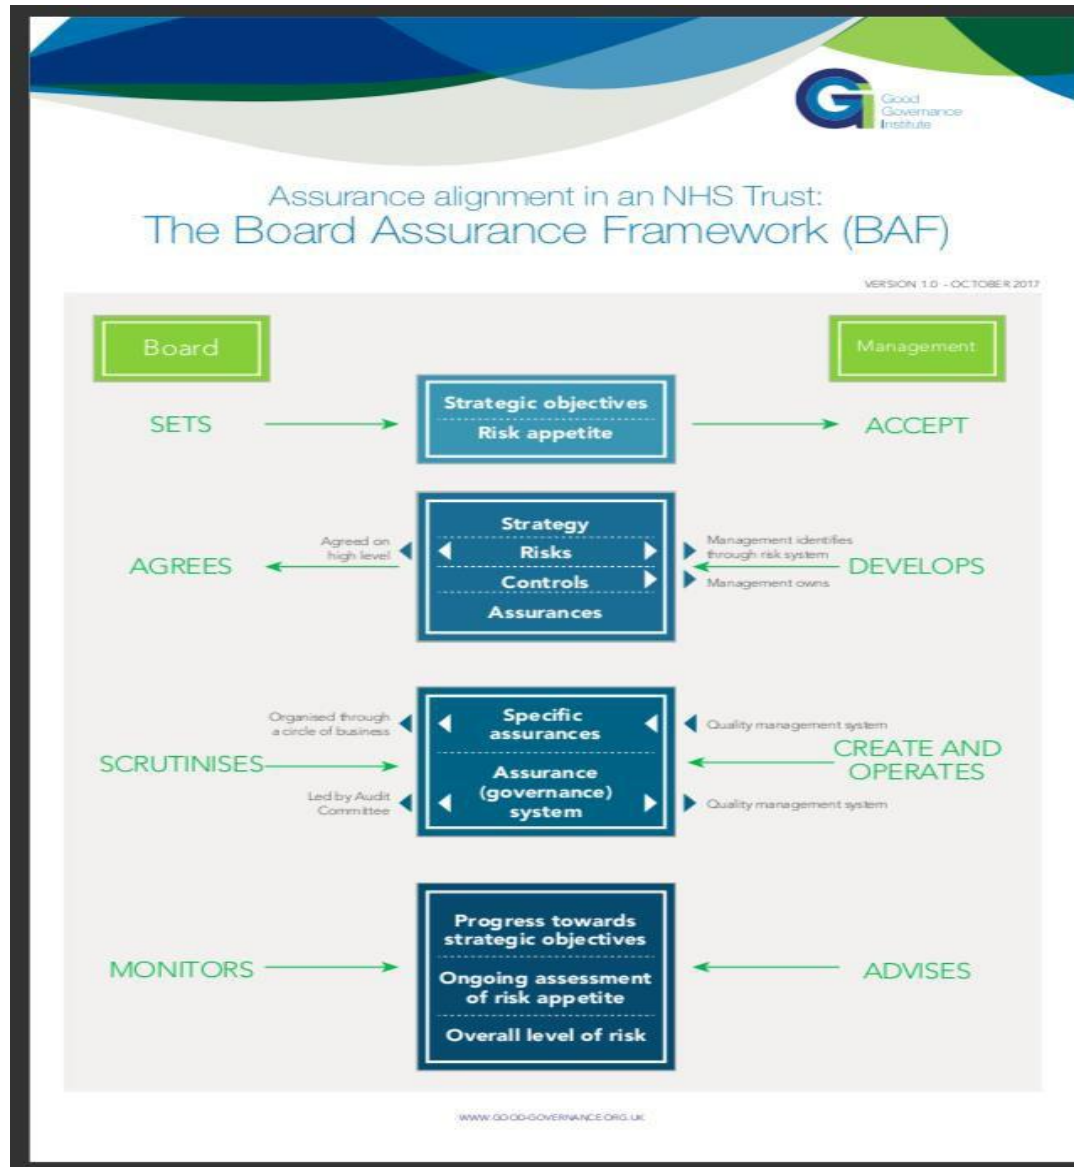 Good
Governance
Institute
Assurance alignment in an NHS Trust:
The Board Assurance Framework (BAF)
VERSION 1.0 - OCTOBER 2017
Board
Management
SETS
Strategic objectives
Risk appetite
ACCEPT
AGREES
Agreed on
high level
Strategy
Risks
Controls
Assurances
Management identifies
through risk system
Management owns
DEVELOPS
SCRUTINISES
Organised through
a circle of business
Led by Audit
Committee
Specific
assurances
Assurance
(governance)
system
Quality management system
CREATE AND
OPERATES
Quality management system
MONITORS
Progress towards
strategic objectives
Ongoing assessment
of risk appetite
Overall level of risk
ADVISES
WWW.GOOD-GOVERNANCE.ORG.UK